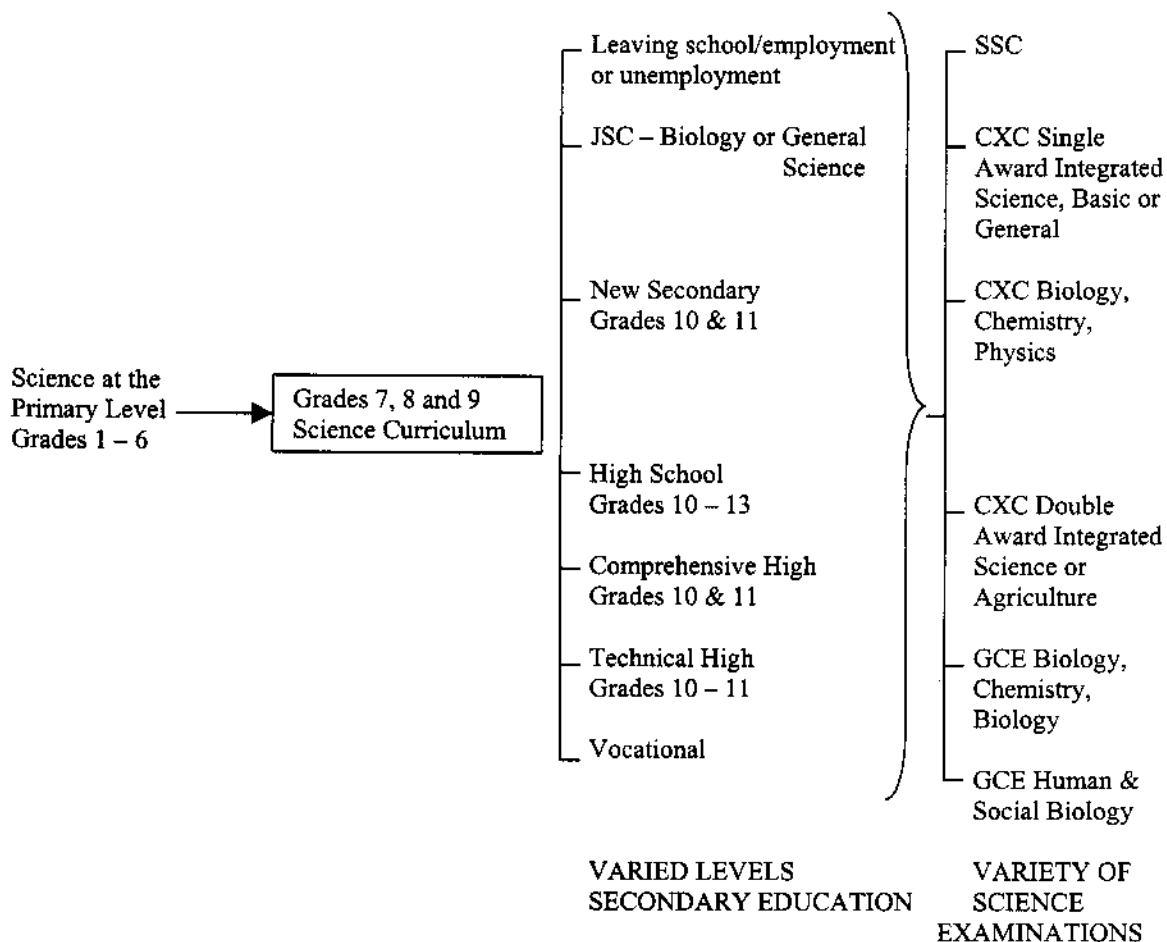 Science at the
Primary Level
Grades 1 – 6
Grades 7, 8 and 9
Science Curriculum
Leaving school/employment
or unemployment
JSC – Biology or General
Science
New Secondary
Grades 10 & 11
High School
Grades 10 – 13
Comprehensive High
Grades 10 & 11
Technical High
Grades 10 – 11
Vocational
VARIED LEVELS
SECONDARY EDUCATION
SSC
CXC Single
Award Integrated
Science, Basic or
General
CXC Biology,
Chemistry,
Physics
CXC Double
Award Integrated
Science or
Agriculture
GCE Biology,
Chemistry,
Biology
GCE Human &
Social Biology
VARIETY OF
SCIENCE
EXAMINATIONS